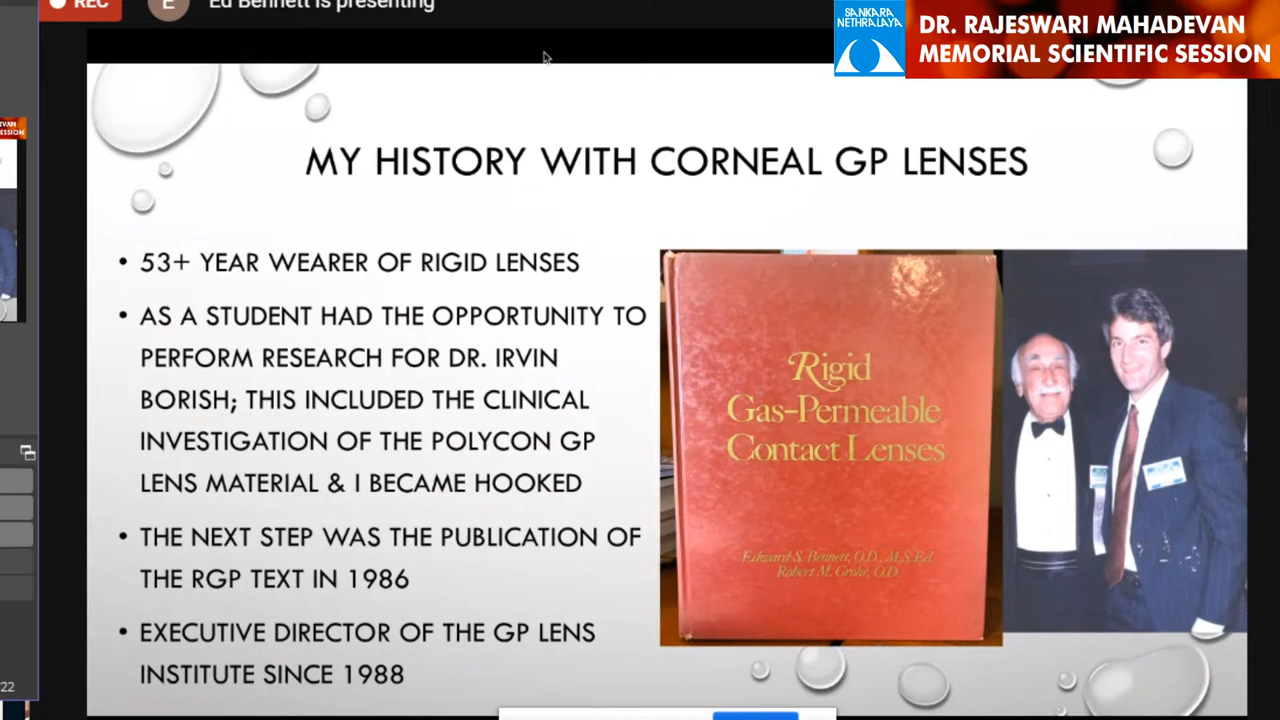 REC
E
Ed Bennett is presenting
SANKARA
NETHRALAYA
DR. RAJESWARI MAHADEVAN
MEMORIAL SCIENTIFIC SESSION
MY HISTORY WITH CORNEAL GP LENSES
• 53+ YEAR WEARER OF RIGID LENSES
• AS A STUDENT HAD THE OPPORTUNITY TO
PERFORM RESEARCH FOR DR. IRVIN
BORISH; THIS INCLUDED THE CLINICAL
INVESTIGATION OF THE POLYCON GP
LENS MATERIAL & I BECAME HOOKED
• THE NEXT STEP WAS THE PUBLICATION OF
THE RGP TEXT IN 1986
• EXECUTIVE DIRECTOR OF THE GP LENS
INSTITUTE SINCE 1988
Rigid
Gas-Permeable
Contact Lenses
Edward S. Bennett, O.D., M.S.Ed.
Robert M. Grohe, O.D.
SESSION
/22